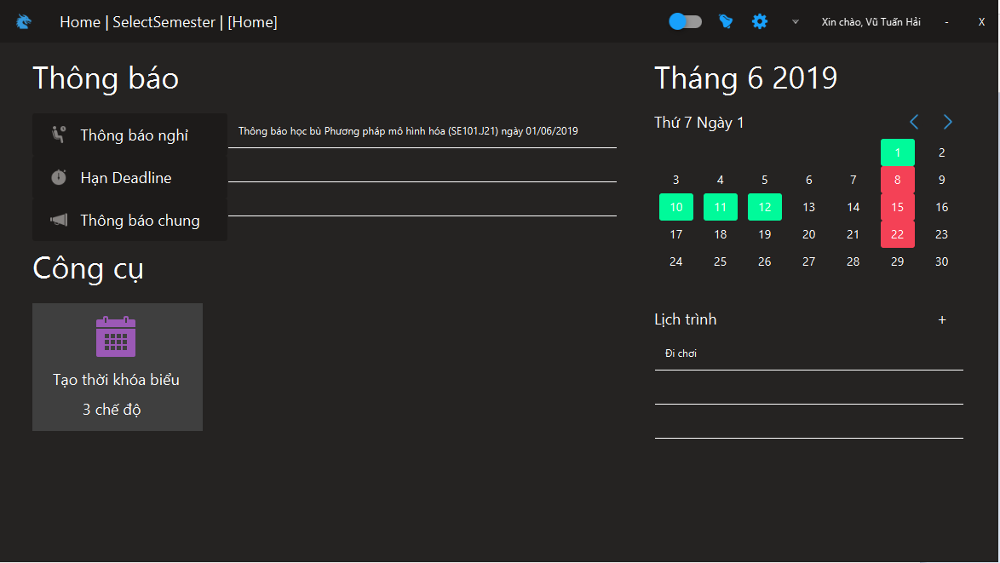 Home | SelectSemester | [Home]
Xin chào, Vũ Tuấn Hải
-
X
Thông báo
Thông báo nghỉ
Hạn Deadline
Thông báo chung
Thông báo học bù Phương pháp mô hình hóa (SE101.J21) ngày 01/06/2019
Công cụ
Tạo thời khóa biểu
3 chế độ
Tháng 6 2019
Thứ 7 Ngày 1
1 2
3 4 5 6 7 8 9
10 11 12 13 14 15 16
17 18 19 20 21 22 23
24 25 26 27 28 29 30
Lịch trình +
Đi chơi